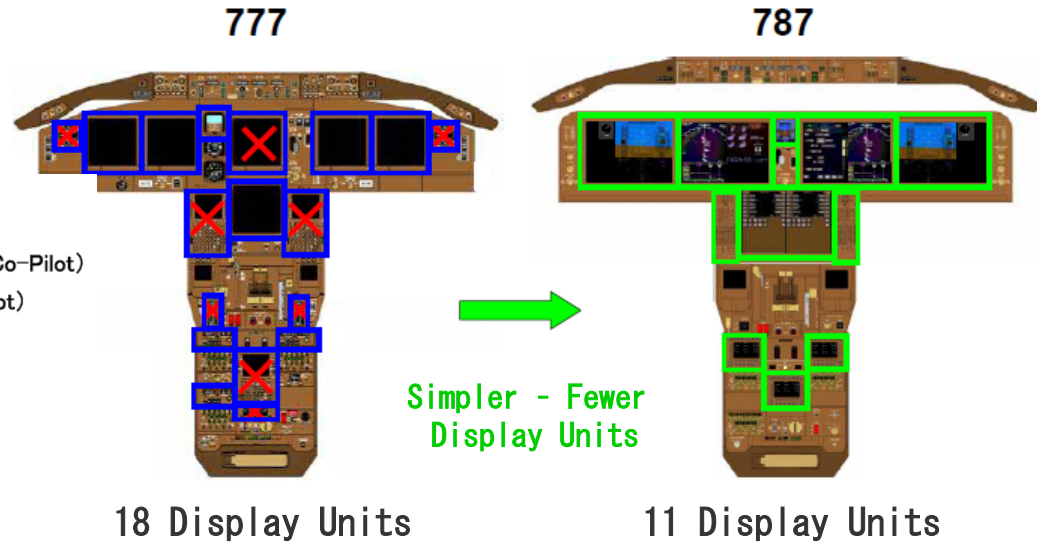 777
787
Co-Pilot)
ot)
Simpler - Fewer
Display Units
18 Display Units
11 Display Units